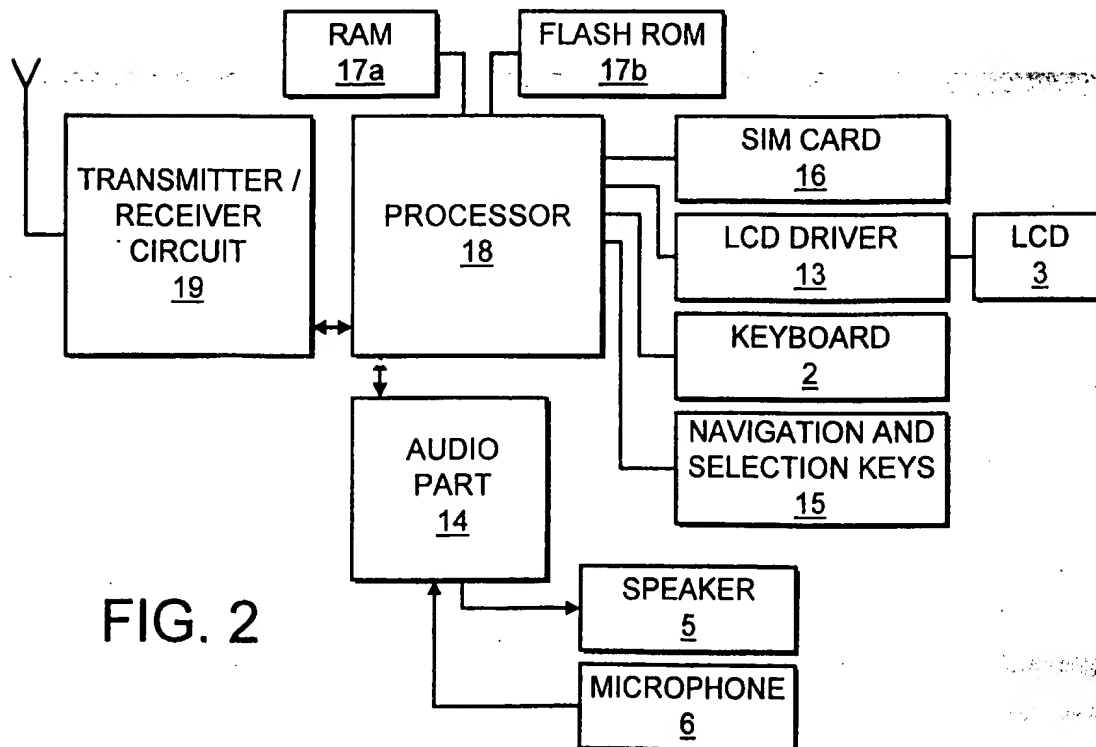 RAM
17a
FLASH ROM
17b
TRANSMITTER /
RECEIVER
CIRCUIT
19
PROCESSOR
18
SIM CARD
16
LCD DRIVER
13
LCD
3
KEYBOARD
2
NAVIGATION AND
SELECTION KEYS
15
AUDIO
PART
14
SPEAKER
5
MICROPHONE
6
FIG. 2